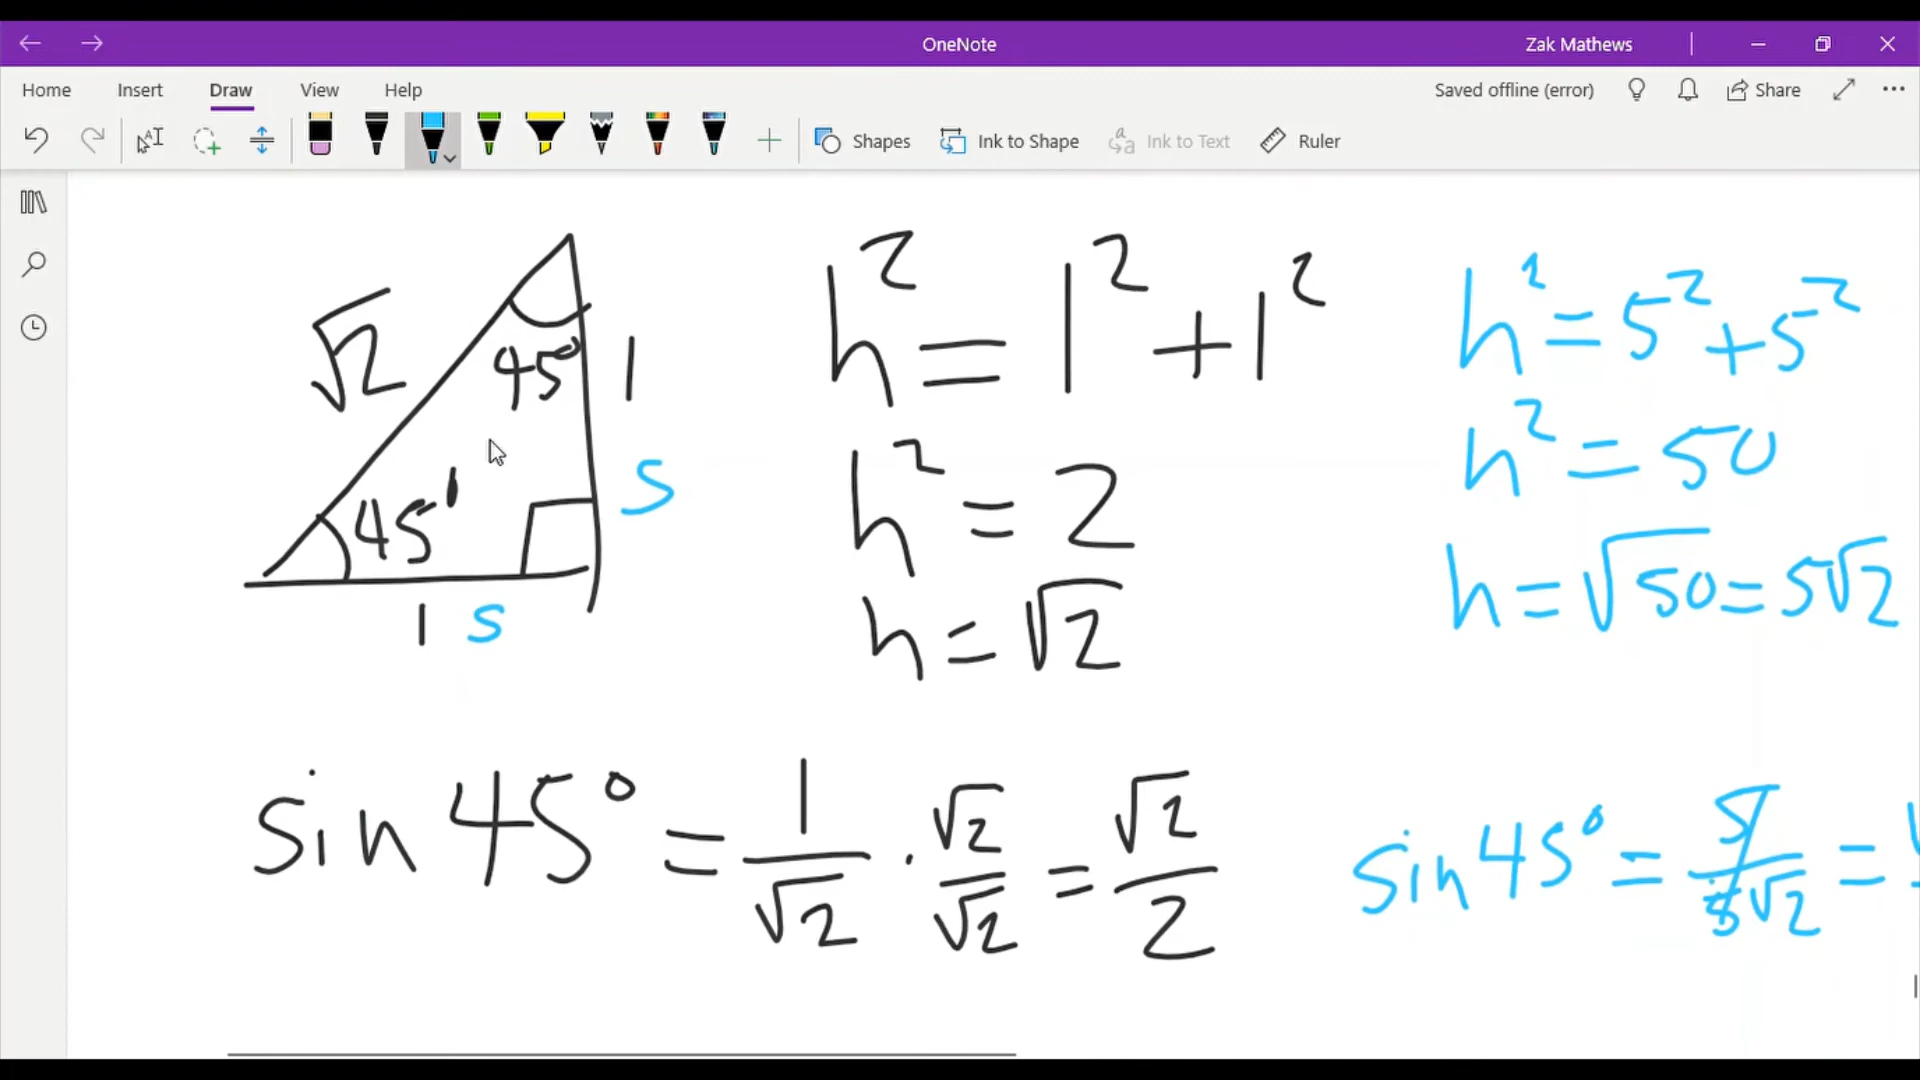 OneNote
Zak Mathews
Home Insert Draw View Help
Saved offline (error)
Share
Shapes
Ink to Shape
Ink to Text
Ruler
√2
45°
1
5
45
1 5
h² = 1² + 1²
h² = 2
h = √2
h² = 5² + 5²
h² = 50
h = √50 = 5√2
sin 45° = 1/√2 · √2/√2 = √2/2
sin 45° = 5/5√2 =